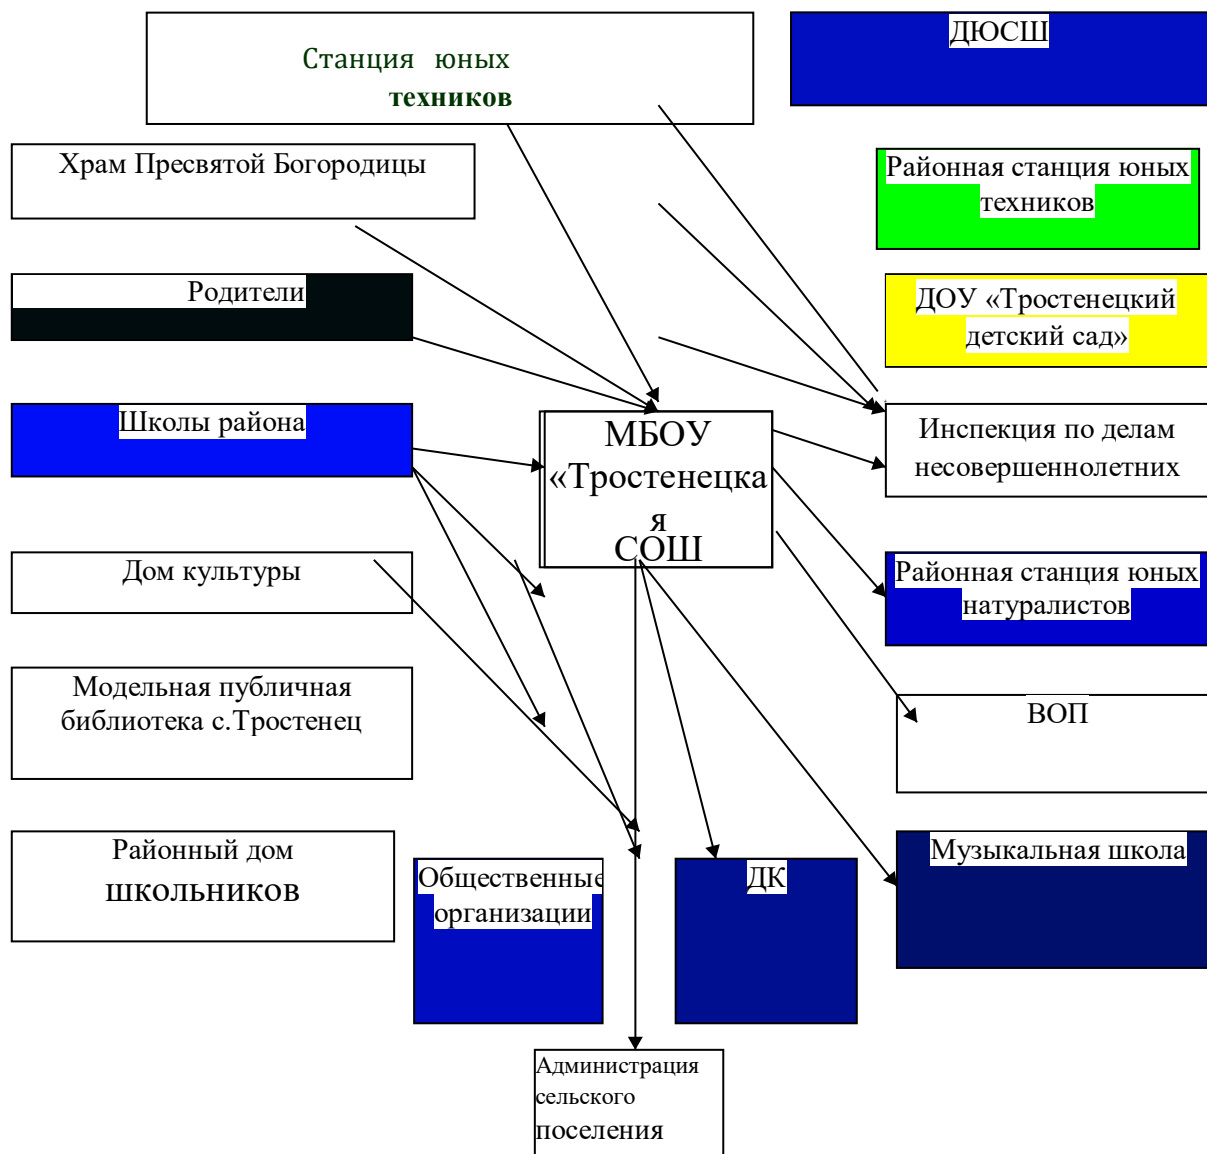 Станция юных
техников
ДЮСШ
Храм Пресвятой Богородицы
Районная станция юных
техников
Родители
ДОУ «Тростенецкий
детский сад»
Школы района
МБОУ
«Тростенецка
я
СОШ
Инспекция по делам
несовершеннолетних
Дом культуры
Районная станция юных
натуралистов
Модельная публичная
библиотека с.Тростенец
ВОП
Районный дом
школьников
Общественные
организации
ДК
Музыкальная школа
Администрация
сельского
поселения